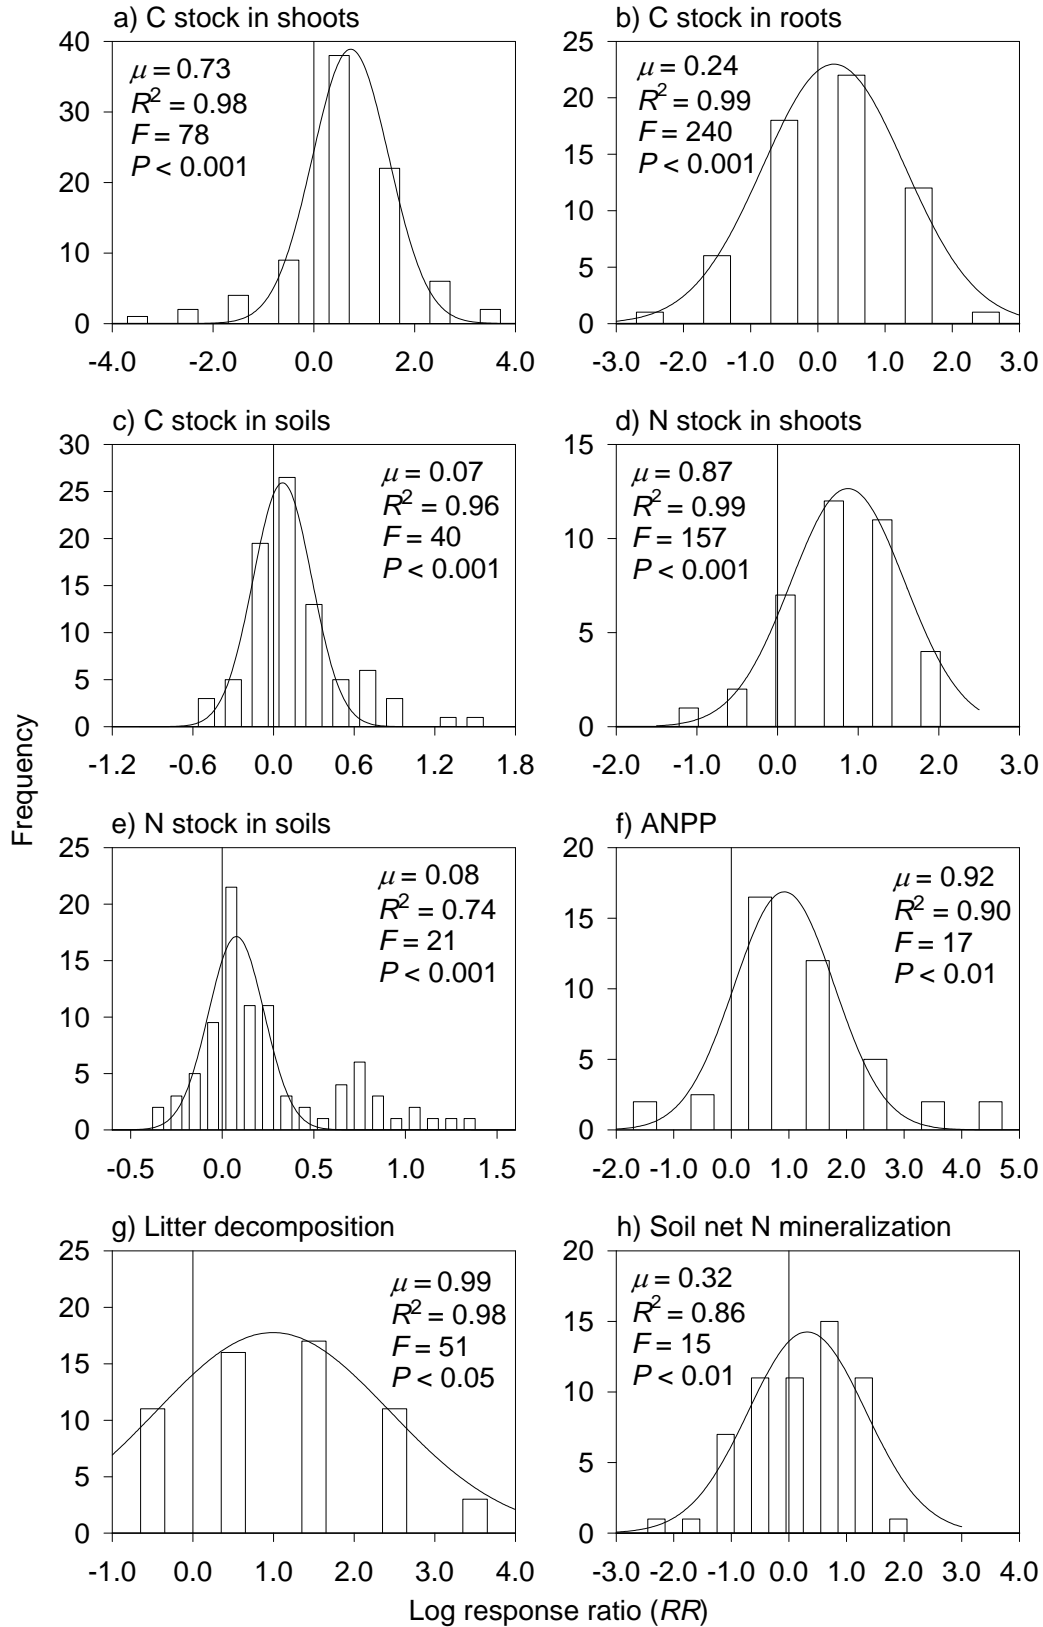 a) C stock in shoots
40
30
20
10
0
μ = 0.73
R² = 0.98
F = 78
P < 0.001
-4.0 -2.0 0.0 2.0 4.0
b) C stock in roots
25
20
15
10
5
0
μ = 0.24
R² = 0.99
F = 240
P < 0.001
-3.0 -2.0 -1.0 0.0 1.0 2.0 3.0
c) C stock in soils
30
25
20
15
10
5
0
μ = 0.07
R² = 0.96
F = 40
P < 0.001
-1.2 -0.6 0.0 0.6 1.2 1.8
d) N stock in shoots
15
10
5
0
μ = 0.87
R² = 0.99
F = 157
P < 0.001
-2.0 -1.0 0.0 1.0 2.0 3.0
Frequency
e) N stock in soils
25
20
15
10
5
0
μ = 0.08
R² = 0.74
F = 21
P < 0.001
-0.5 0.0 0.5 1.0 1.5
f) ANPP
20
15
10
5
0
μ = 0.92
R² = 0.90
F = 17
P < 0.01
-2.0 -1.0 0.0 1.0 2.0 3.0 4.0 5.0
g) Litter decomposition
25
20
15
10
5
0
μ = 0.99
R² = 0.98
F = 51
P < 0.05
-1.0 0.0 1.0 2.0 3.0 4.0
h) Soil net N mineralization
20
15
10
5
0
μ = 0.32
R² = 0.86
F = 15
P < 0.01
-3.0 -2.0 -1.0 0.0 1.0 2.0 3.0 4.0
Log response ratio (RR)